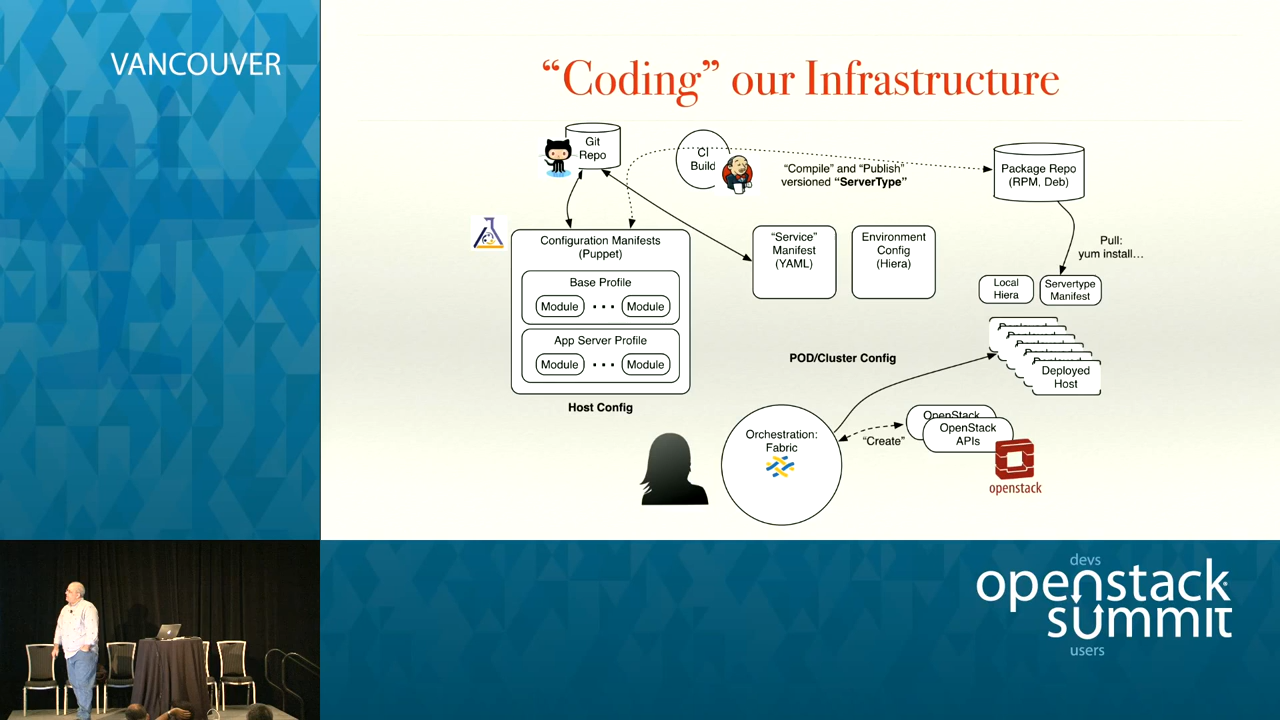 VANCOUVER
“Coding” our Infrastructure
Git
Repo
CI
Build
“Compile” and “Publish”
versioned “ServerType”
Package Repo
(RPM, Deb)
Configuration Manifests
(Puppet)
Base Profile
Module
Module
App Server Profile
Module
Module
Host Config
“Service”
Manifest
(YAML)
Environment
Config
(Hiera)
Pull:
yum install…
Local
Hiera
Servertype
Manifest
POD/Cluster Config
Deployed
Host
Orchestration:
Fabric
“Create”
OpenStack
OpenStack
APIs
openstack
devs
openstack
summit
users